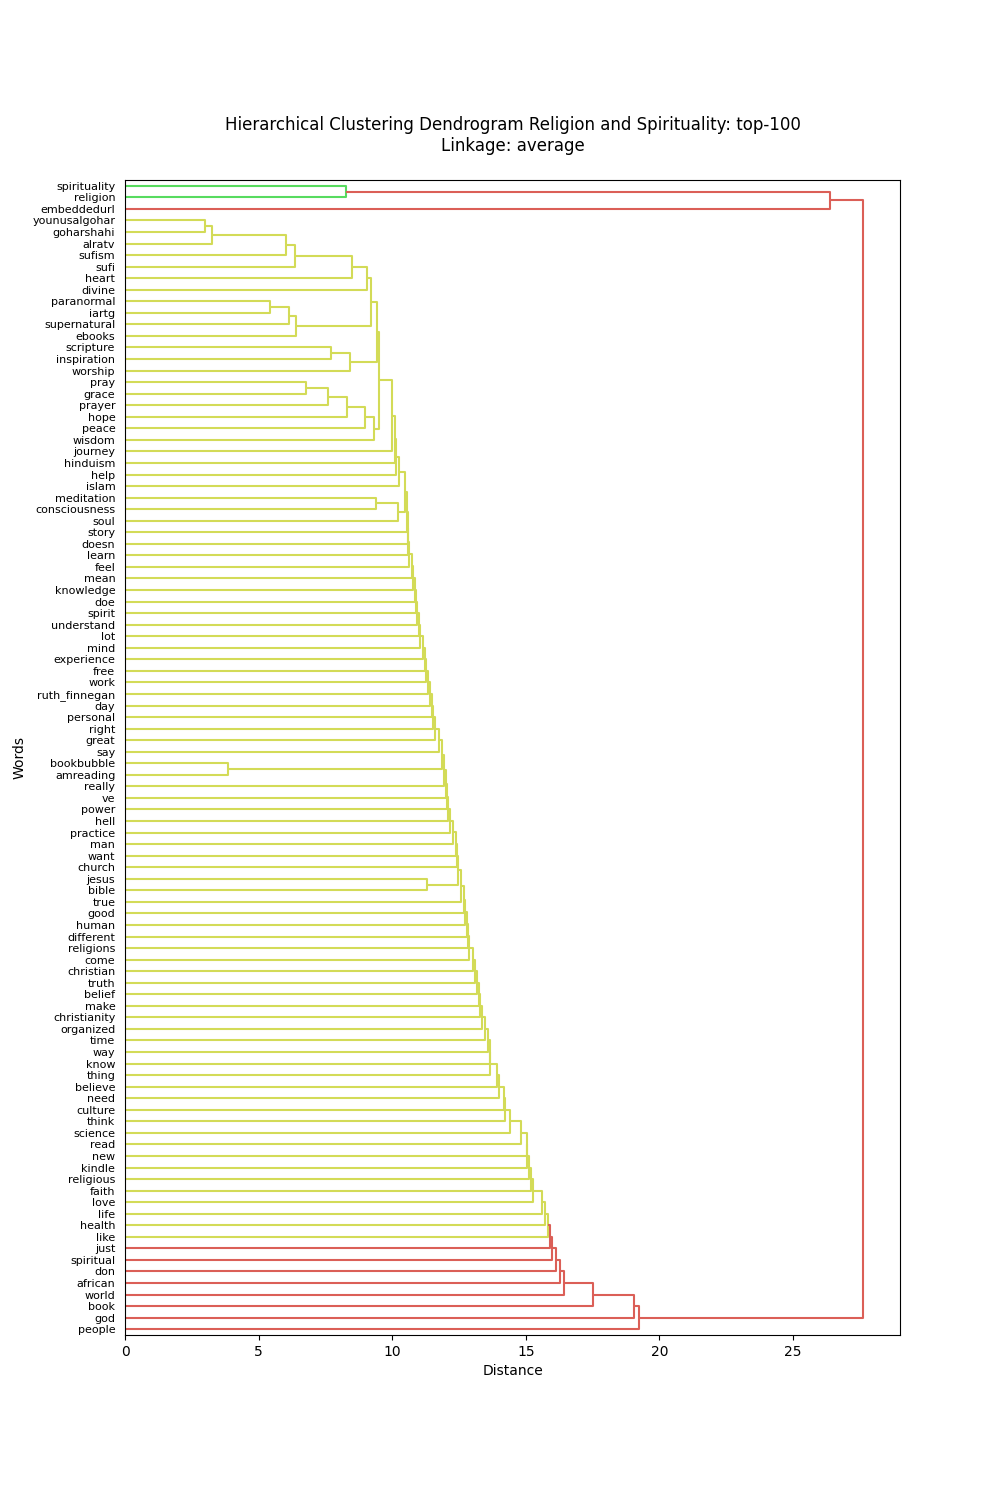 Hierarchical Clustering Dendrogram Religion and Spirituality: top-100
Linkage: average
spirituality
religion
embeddedurl
younusalgohar
goharshahi
alratv
sufism
sufi
heart
divine
paranormal
iartg
supernatural
ebooks
scripture
inspiration
worship
pray
grace
prayer
hope
peace
wisdom
journey
hinduism
help
islam
meditation
consciousness
soul
story
doesn
learn
feel
mean
knowledge
doe
spirit
understand
lot
mind
experience
free
work
ruth_finnegan
day
personal
right
great
say
bookbubble
amreading
really
ve
power
hell
practice
man
want
church
jesus
bible
true
good
human
different
religions
come
christian
truth
belief
make
christianity
organized
time
way
know
thing
believe
need
culture
think
science
read
new
kindle
religious
faith
love
life
health
like
just
spiritual
don
african
world
book
god
people
Words
0 5 10 15 20 25
Distance